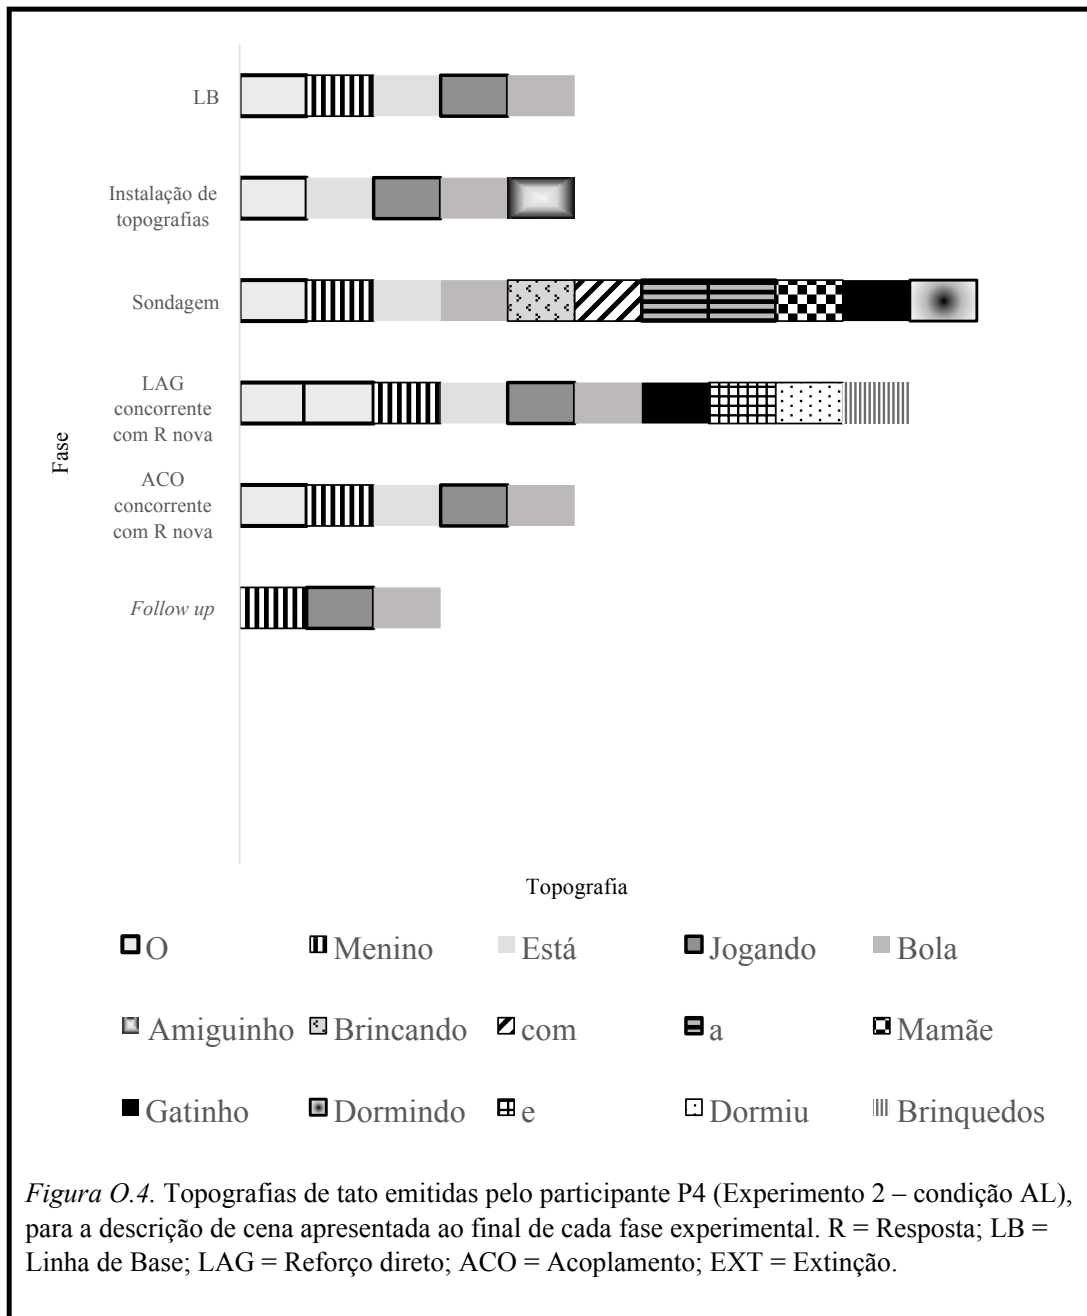 LB
Instalação de
topografias
Sondagem
LAG
concorrente
com R nova
ACO
concorrente
com R nova
Follow up
Fase
Topografia
O Menino Está Jogando Bola
Amiguinho Brincando com a Mamãe
Gatinho Dormindo e Dormiu Brinquedos
Figura O.4. Topografias de tato emitidas pelo participante P4 (Experimento 2 – condição AL),
para a descrição de cena apresentada ao final de cada fase experimental. R = Resposta; LB =
Linha de Base; LAG = Reforço direto; ACO = Acoplamento; EXT = Extinção.